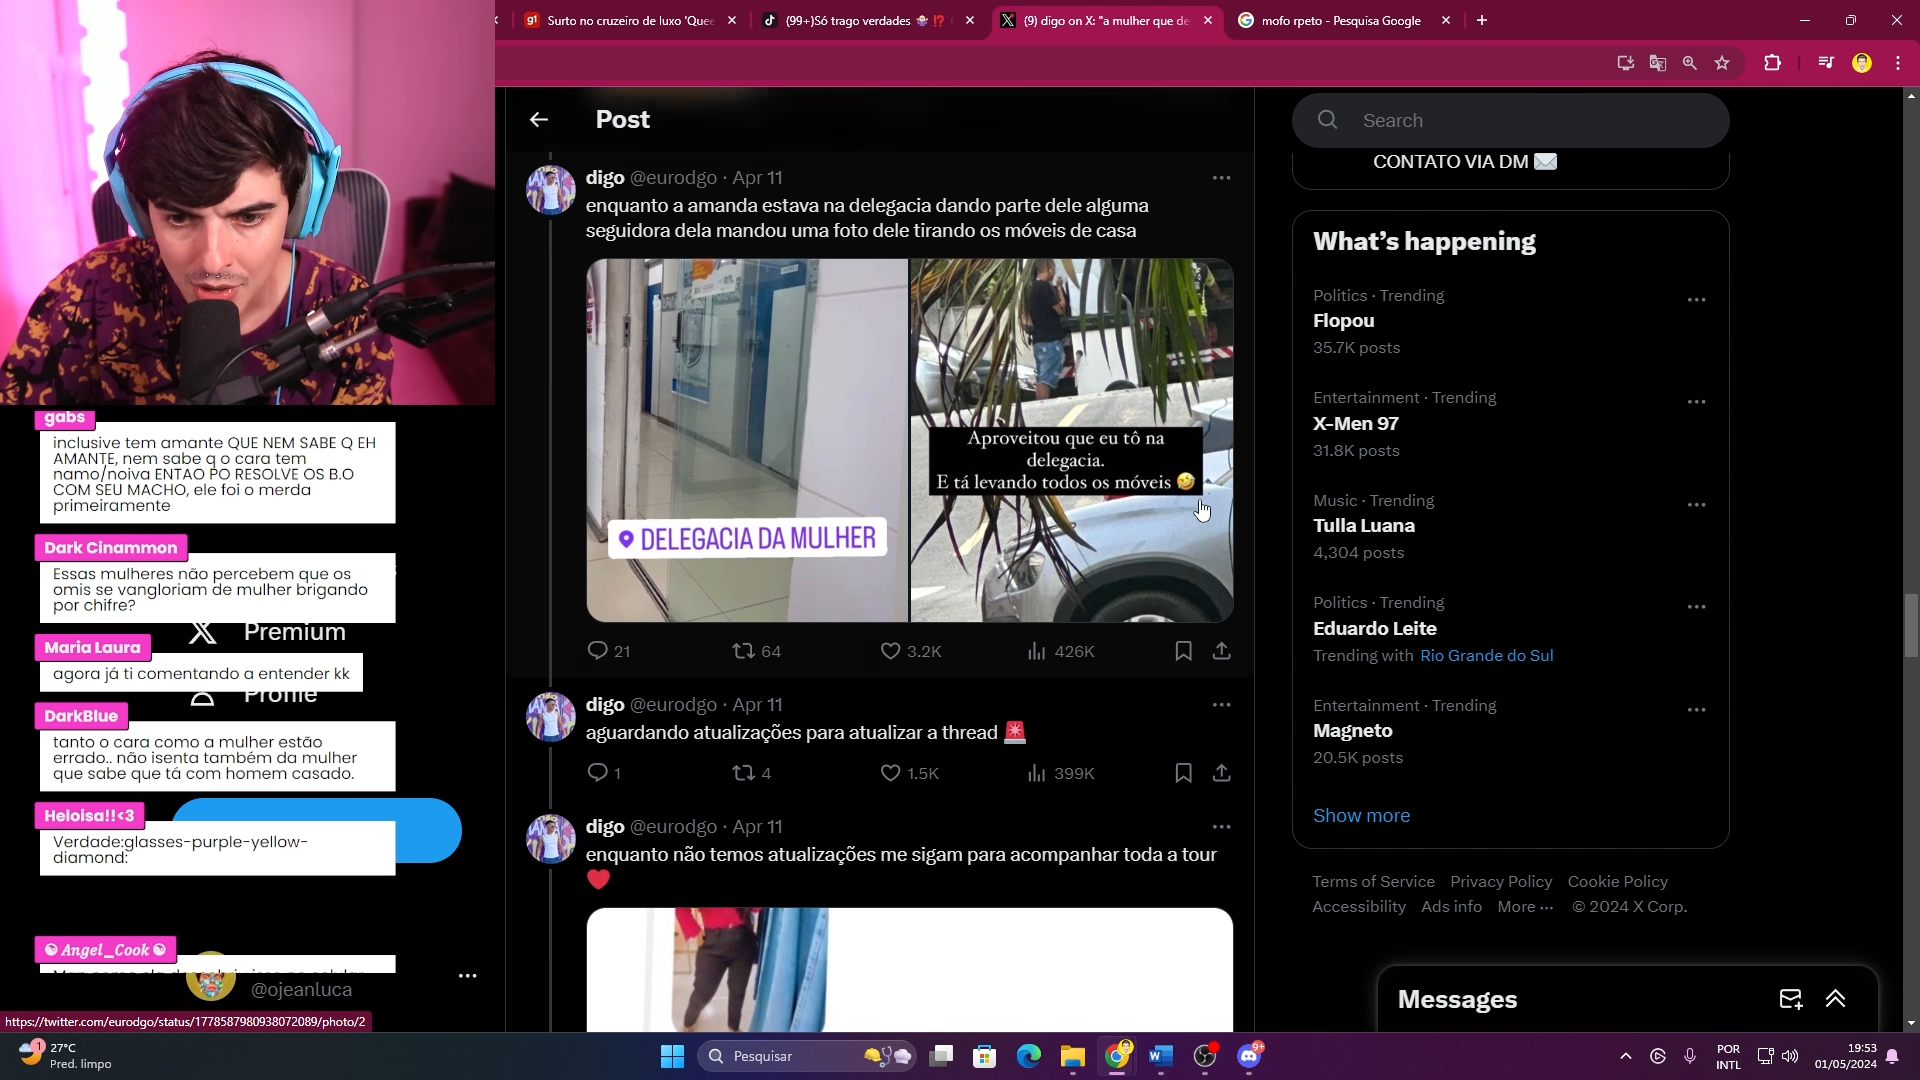 Surto no cruzeiro de luxo 'Quee
(99+)Só trago verdades
(9) digo on X: "a mulher que de
mofo rpeto - Pesquisa Google
Post
Search
CONTATO VIA DM
digo @eurodgo · Apr 11
enquanto a amanda estava na delegacia dando parte dele alguma
seguidora dela mandou uma foto dele tirando os móveis de casa
DELEGACIA DA MULHER
Aproveitou que eu tô na
delegacia.
E tá levando todos os móveis 🤣
21 64 3.2K 426K
digo @eurodgo · Apr 11
aguardando atualizações para atualizar a thread 🚨
1 4 1.5K 399K
digo @eurodgo · Apr 11
enquanto não temos atualizações me sigam para acompanhar toda a tour
❤️
What's happening
Politics · Trending
Flopou
35.7K posts
Entertainment · Trending
X-Men 97
31.8K posts
Music · Trending
Tulla Luana
4,304 posts
Politics · Trending
Eduardo Leite
Trending with Rio Grande do Sul
Entertainment · Trending
Magneto
20.5K posts
Show more
Terms of Service Privacy Policy Cookie Policy
Accessibility Ads info More ··· © 2024 X Corp.
Messages
gabs
inclusive tem amante QUE NEM SABE Q EH
AMANTE, nem sabe q o cara tem
namo/noiva ENTAO PO RESOLVE OS B.O
COM SEU MACHO, ele foi o merda
primeiramente
Dark Cinammon
Essas mulheres não percebem que os
omis se vangloriam de mulher brigando
por chifre?
Premium
Maria Laura
agora já ti comentando a entender kk
Profile
DarkBlue
tanto o cara como a mulher estão
errado.. não isenta também da mulher
que sabe que tá com homem casado.
Heloisa!!<3
Verdade:glasses-purple-yellow-
diamond:
Angel_Cook
@ojeanluca
https://twitter.com/eurodgo/status/1778587980938072089/photo/2
1
27°C
Pred. limpo
Pesquisar
9+
POR
INTL
19:53
01/05/2024